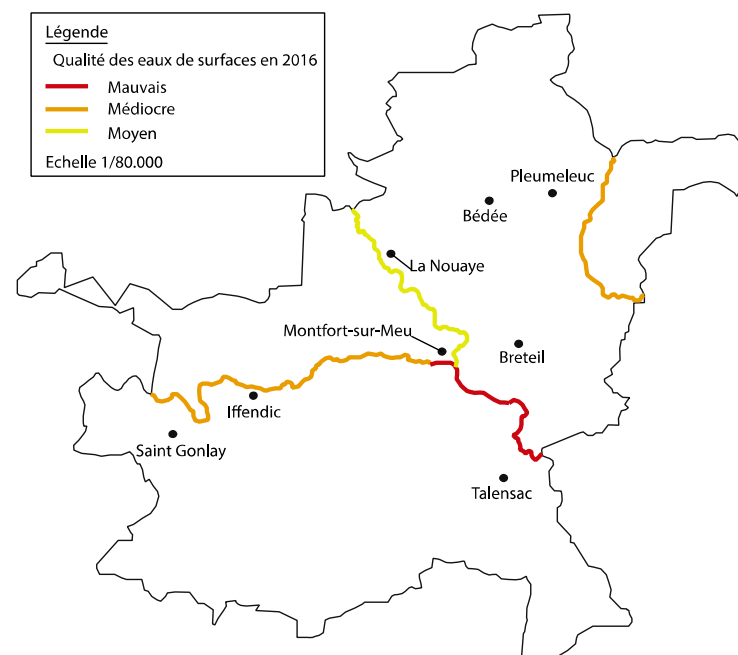 Légende
Qualité des eaux de surfaces en 2016
Mauvais
Médiocre
Moyen
Echelle 1/80.000
Pleumeleuc
Bédée
La Nouaye
Montfort-sur-Meu
Breteil
Iffendic
Saint Gonlay
Talensac